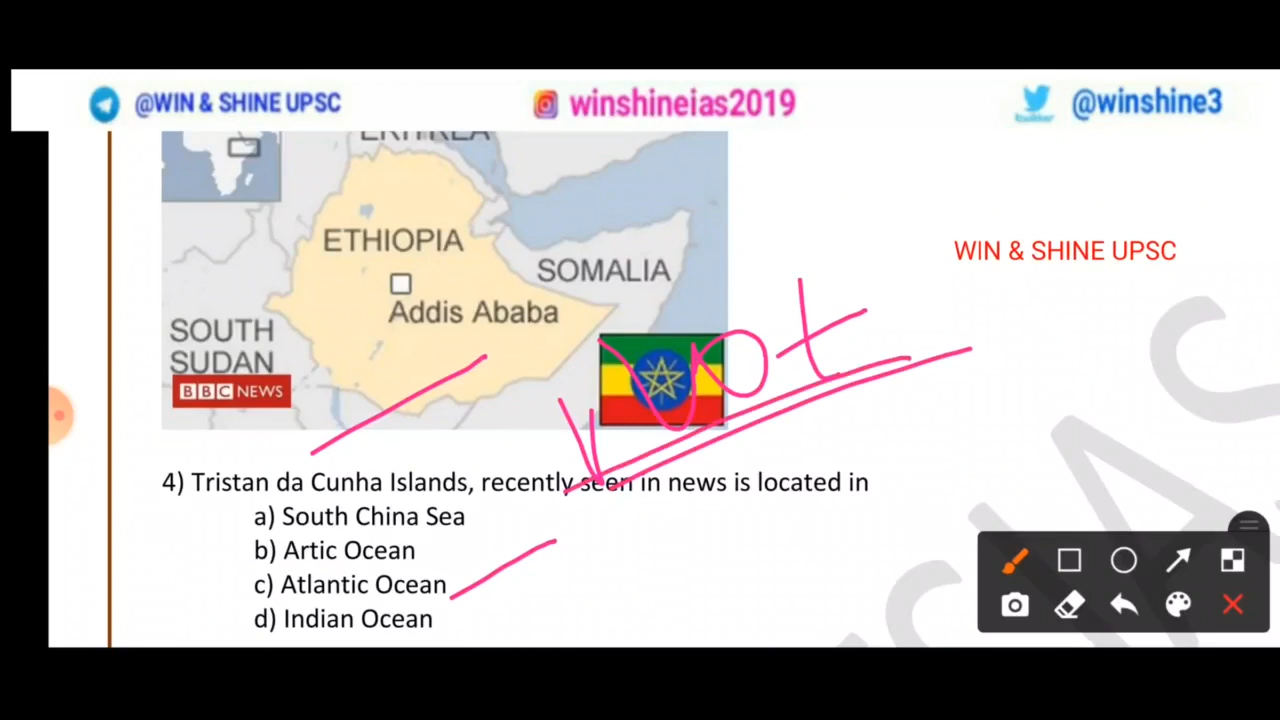 @WIN & SHINE UPSC winshineias2019 @winshine3
ERITREA
WIN & SHINE UPSC
ETHIOPIA
SOMALIA
Addis Ababa
SOUTH
SUDAN
BBC NEWS
Not
4) Tristan da Cunha Islands, recently seen in news is located in
a) South China Sea
b) Artic Ocean
c) Atlantic Ocean
d) Indian Ocean